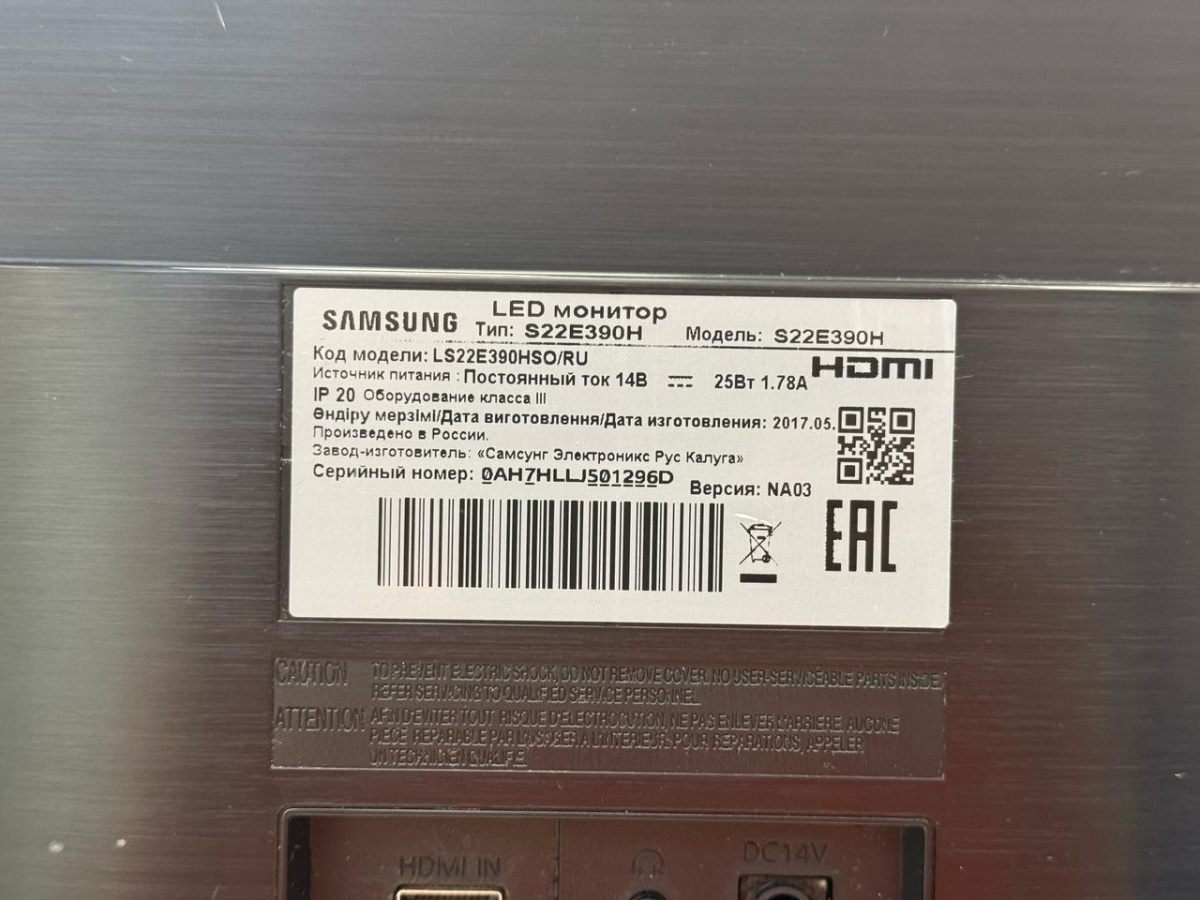 LED монитор
SAMSUNG Тип: S22E390H Модель: S22E390H
Код модели: LS22E390HSO/RU HDMI
Источник питания : Постоянный ток 14В 25Вт 1.78А
IP 20 Оборудование класса III
Өндіру мерзімі/Дата виготовлення/Дата изготовления: 2017.05.
Произведено в России.
Завод-изготовитель: «Самсунг Электроникс Рус Калуга»
Серийный номер: 0AH7HLLJ501296D Версия: NA03
EAC
CAUTION TO PREVENT ELECTRIC SHOCK, DO NOT REMOVE COVER. NO USER-SERVICEABLE PARTS INSIDE.
REFER SERVICING TO QUALIFIED SERVICE PERSONNEL.
ATTENTION AFIN D'EVITER TOUT RISQUE D'ELECTROCUTION, NE PAS ENLEVER L'ARRIERE, AUCUNE
PIECE REPARABLE PAR L'USAGER A L'INTERIEUR. POUR REPARATIONS, APPELER
UN TECHNICIEN QUALIFIE.
HDMI IN DC14V